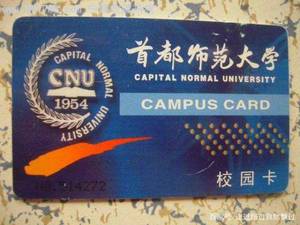 首都师范大学
CAPITAL NORMAL UNIVERSITY
CAPITAL NORMAL
CNU
1954
UNIVERSITY
CAMPUS CARD
校园卡